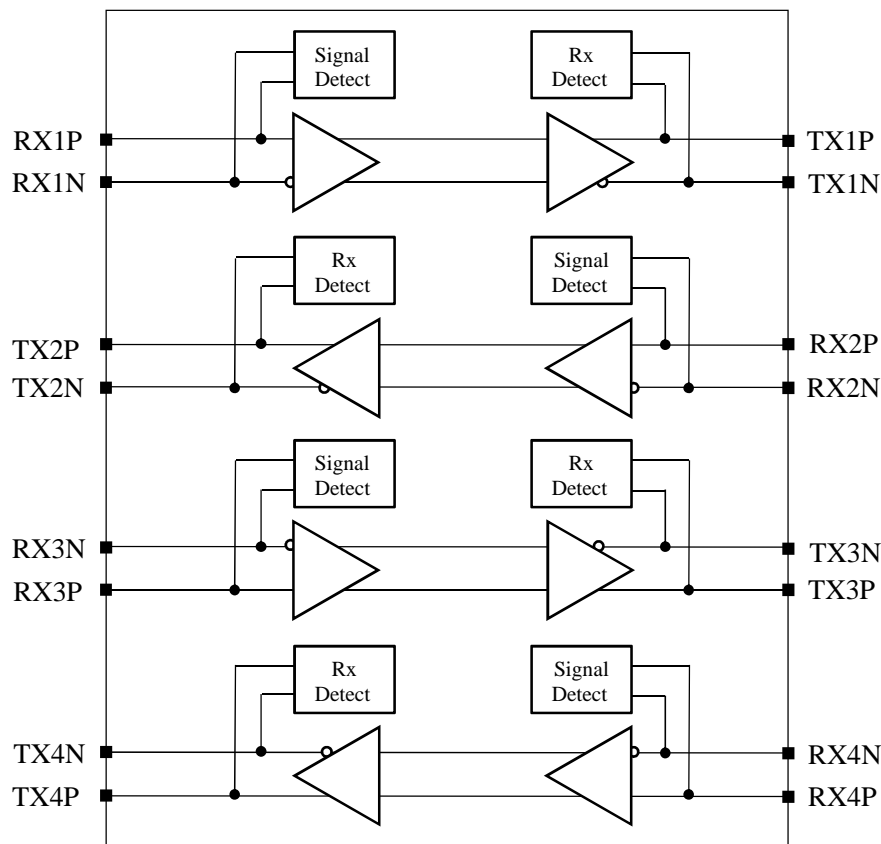 Signal
Detect
Rx
Detect
RX1P
TX1P
RX1N
TX1N
Rx
Detect
Signal
Detect
TX2P
RX2P
TX2N
RX2N
Signal
Detect
Rx
Detect
RX3N
TX3N
RX3P
TX3P
Rx
Detect
Signal
Detect
TX4N
RX4N
TX4P
RX4P